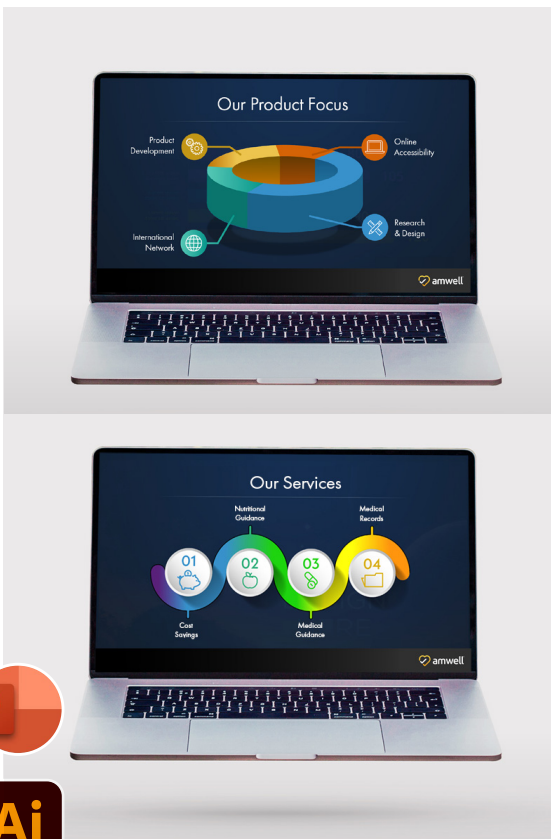 Our Product Focus
Product
Development
Online
Accessibility
International
Network
Research
& Design
amwell
Our Services
Nutritional
Guidance
Medical
Records
01
02
03
04
Cost
Savings
Medical
Guidance
amwell
Ai